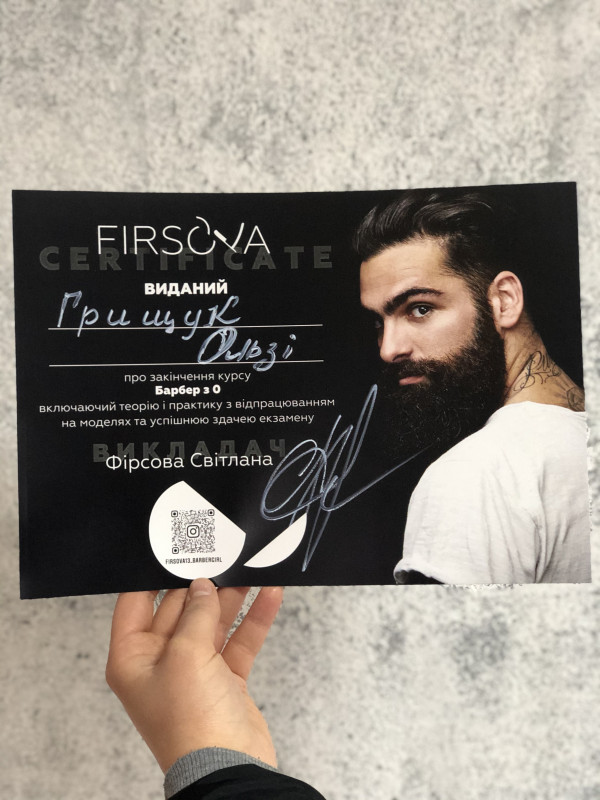 FIRSOVA
CERTIFICATE
ВИДАНИЙ
Грищук
Ользі
про закінчення курсу
Барбер з 0
включаючий теорію і практику з відпрацюванням
на моделях та успішною здачею екзамену
ВИКЛАДАЧ
Фірсова Світлана
FIRSOVA13_BARBERGIRL